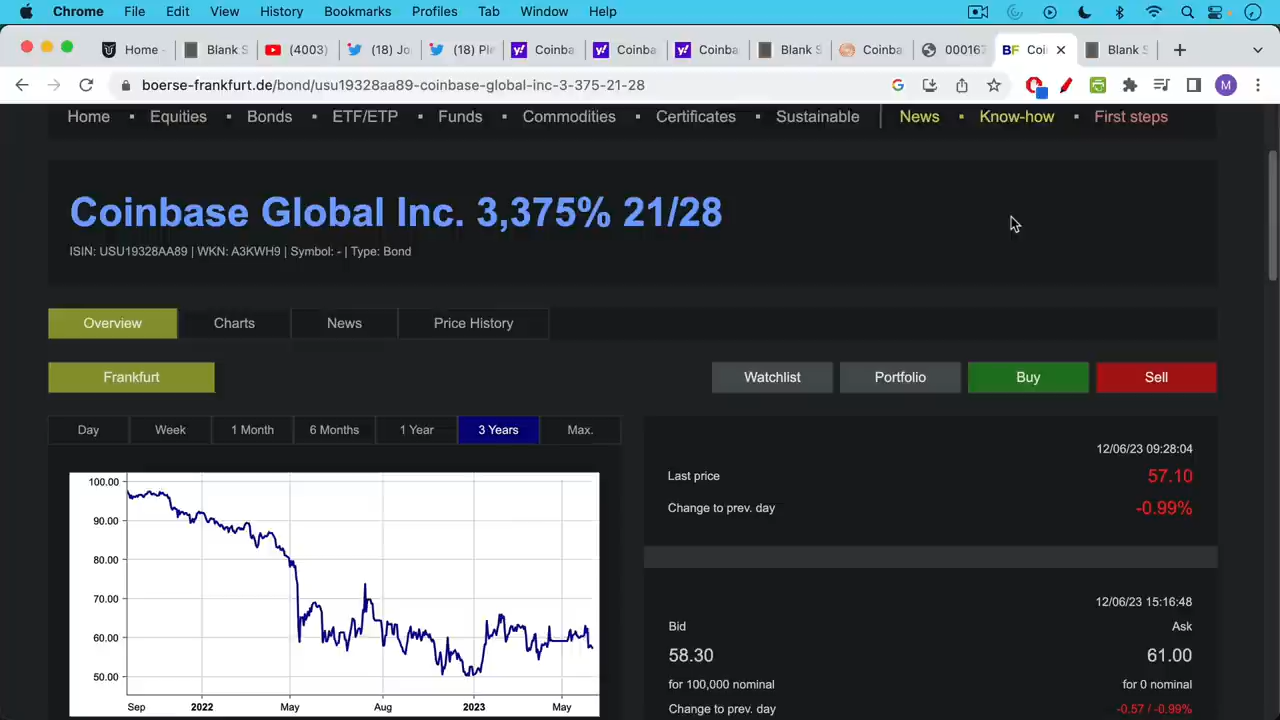 Chrome File Edit View History Bookmarks Profiles Tab Window Help
Home Blank S (4003) (18) Jo (18) Ple Coinba Coinba Coinba Blank S Coinba 000167 BF Coi Blank S
boerse-frankfurt.de/bond/usu19328aa89-coinbase-global-inc-3-375-21-28 M
Home ▪ Equities ▪ Bonds ▪ ETF/ETP ▪ Funds ▪ Commodities ▪ Certificates ▪ Sustainable News ▪ Know-how ▪ First steps
Coinbase Global Inc. 3,375% 21/28
ISIN: USU19328AA89 | WKN: A3KWH9 | Symbol: - | Type: Bond
Overview Charts News Price History
Frankfurt Watchlist Portfolio Buy Sell
Day Week 1 Month 6 Months 1 Year 3 Years Max.
12/06/23 09:28:04
Last price 57.10
Change to prev. day -0.99%
100.00
90.00
80.00
70.00
60.00
50.00
Sep 2022 May Aug 2023 May
12/06/23 15:16:48
Bid Ask
58.30 61.00
for 100,000 nominal for 0 nominal
Change to prev. day -0.57 / -0.99%